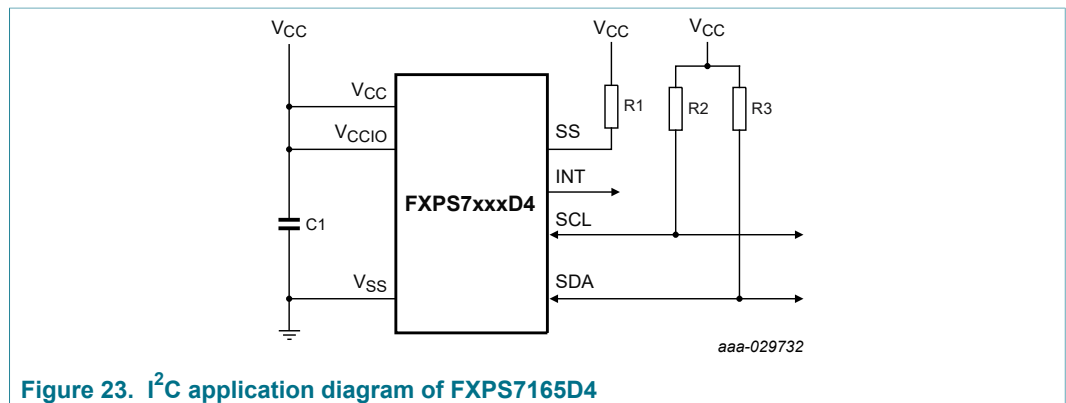 VCC
VCC
VCC
VCC
VCCIO
C1
VSS
FXPS7xxxD4
SS
INT
SCL
SDA
R1
R2
R3
aaa-029732
Figure 23. I²C application diagram of FXPS7165D4